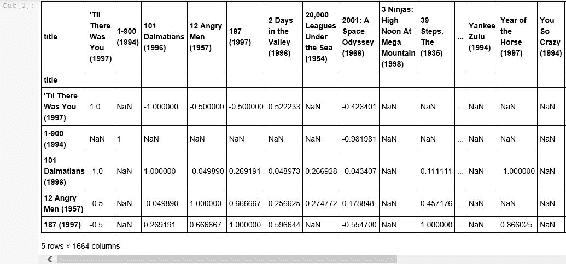 title
'Til
There
Was
You
(1997)
1-900
(1994)
101
Dalmatians
(1996)
12 Angry
Men
(1957)
187
(1997)
2 Days
in the
Valley
(1996)
20,000
Leagues
Under
the Sea
(1954)
2001: A
Space
Odyssey
(1968)
3 Ninjas:
High
Noon At
Mega
Mountain
(1998)
39
Steps,
The
(1935)
...
Yankee
Zulu
(1994)
Year of
the
Horse
(1997)
You
So
Crazy
(1994)
title
'Til There
Was You
(1997)
1.0 NaN -1.000000 -0.500000 -0.500000 0.522233 NaN NaN NaN ... NaN NaN NaN
1-900
(1994)
NaN 1 NaN NaN NaN NaN NaN -0.981981 NaN NaN ... NaN NaN NaN
101
Dalmatians
(1996)
-1.0 NaN 1.000000 -0.049890 0.269191 0.048973 0.266928 -0.043407 NaN 0.111111 ... NaN NaN
12 Angry
Men (1957)
-0.5 NaN -0.049890 1.000000 0.666667 0.274772 0.178848 NaN 0.457176 ... NaN NaN NaN
187 (1997)
-0.5 NaN 0.269191 0.666667 1.000000 0.596644 NaN -0.554700 NaN 1.000000 ... NaN 0.866025 NaN
5 rows × 1664 columns